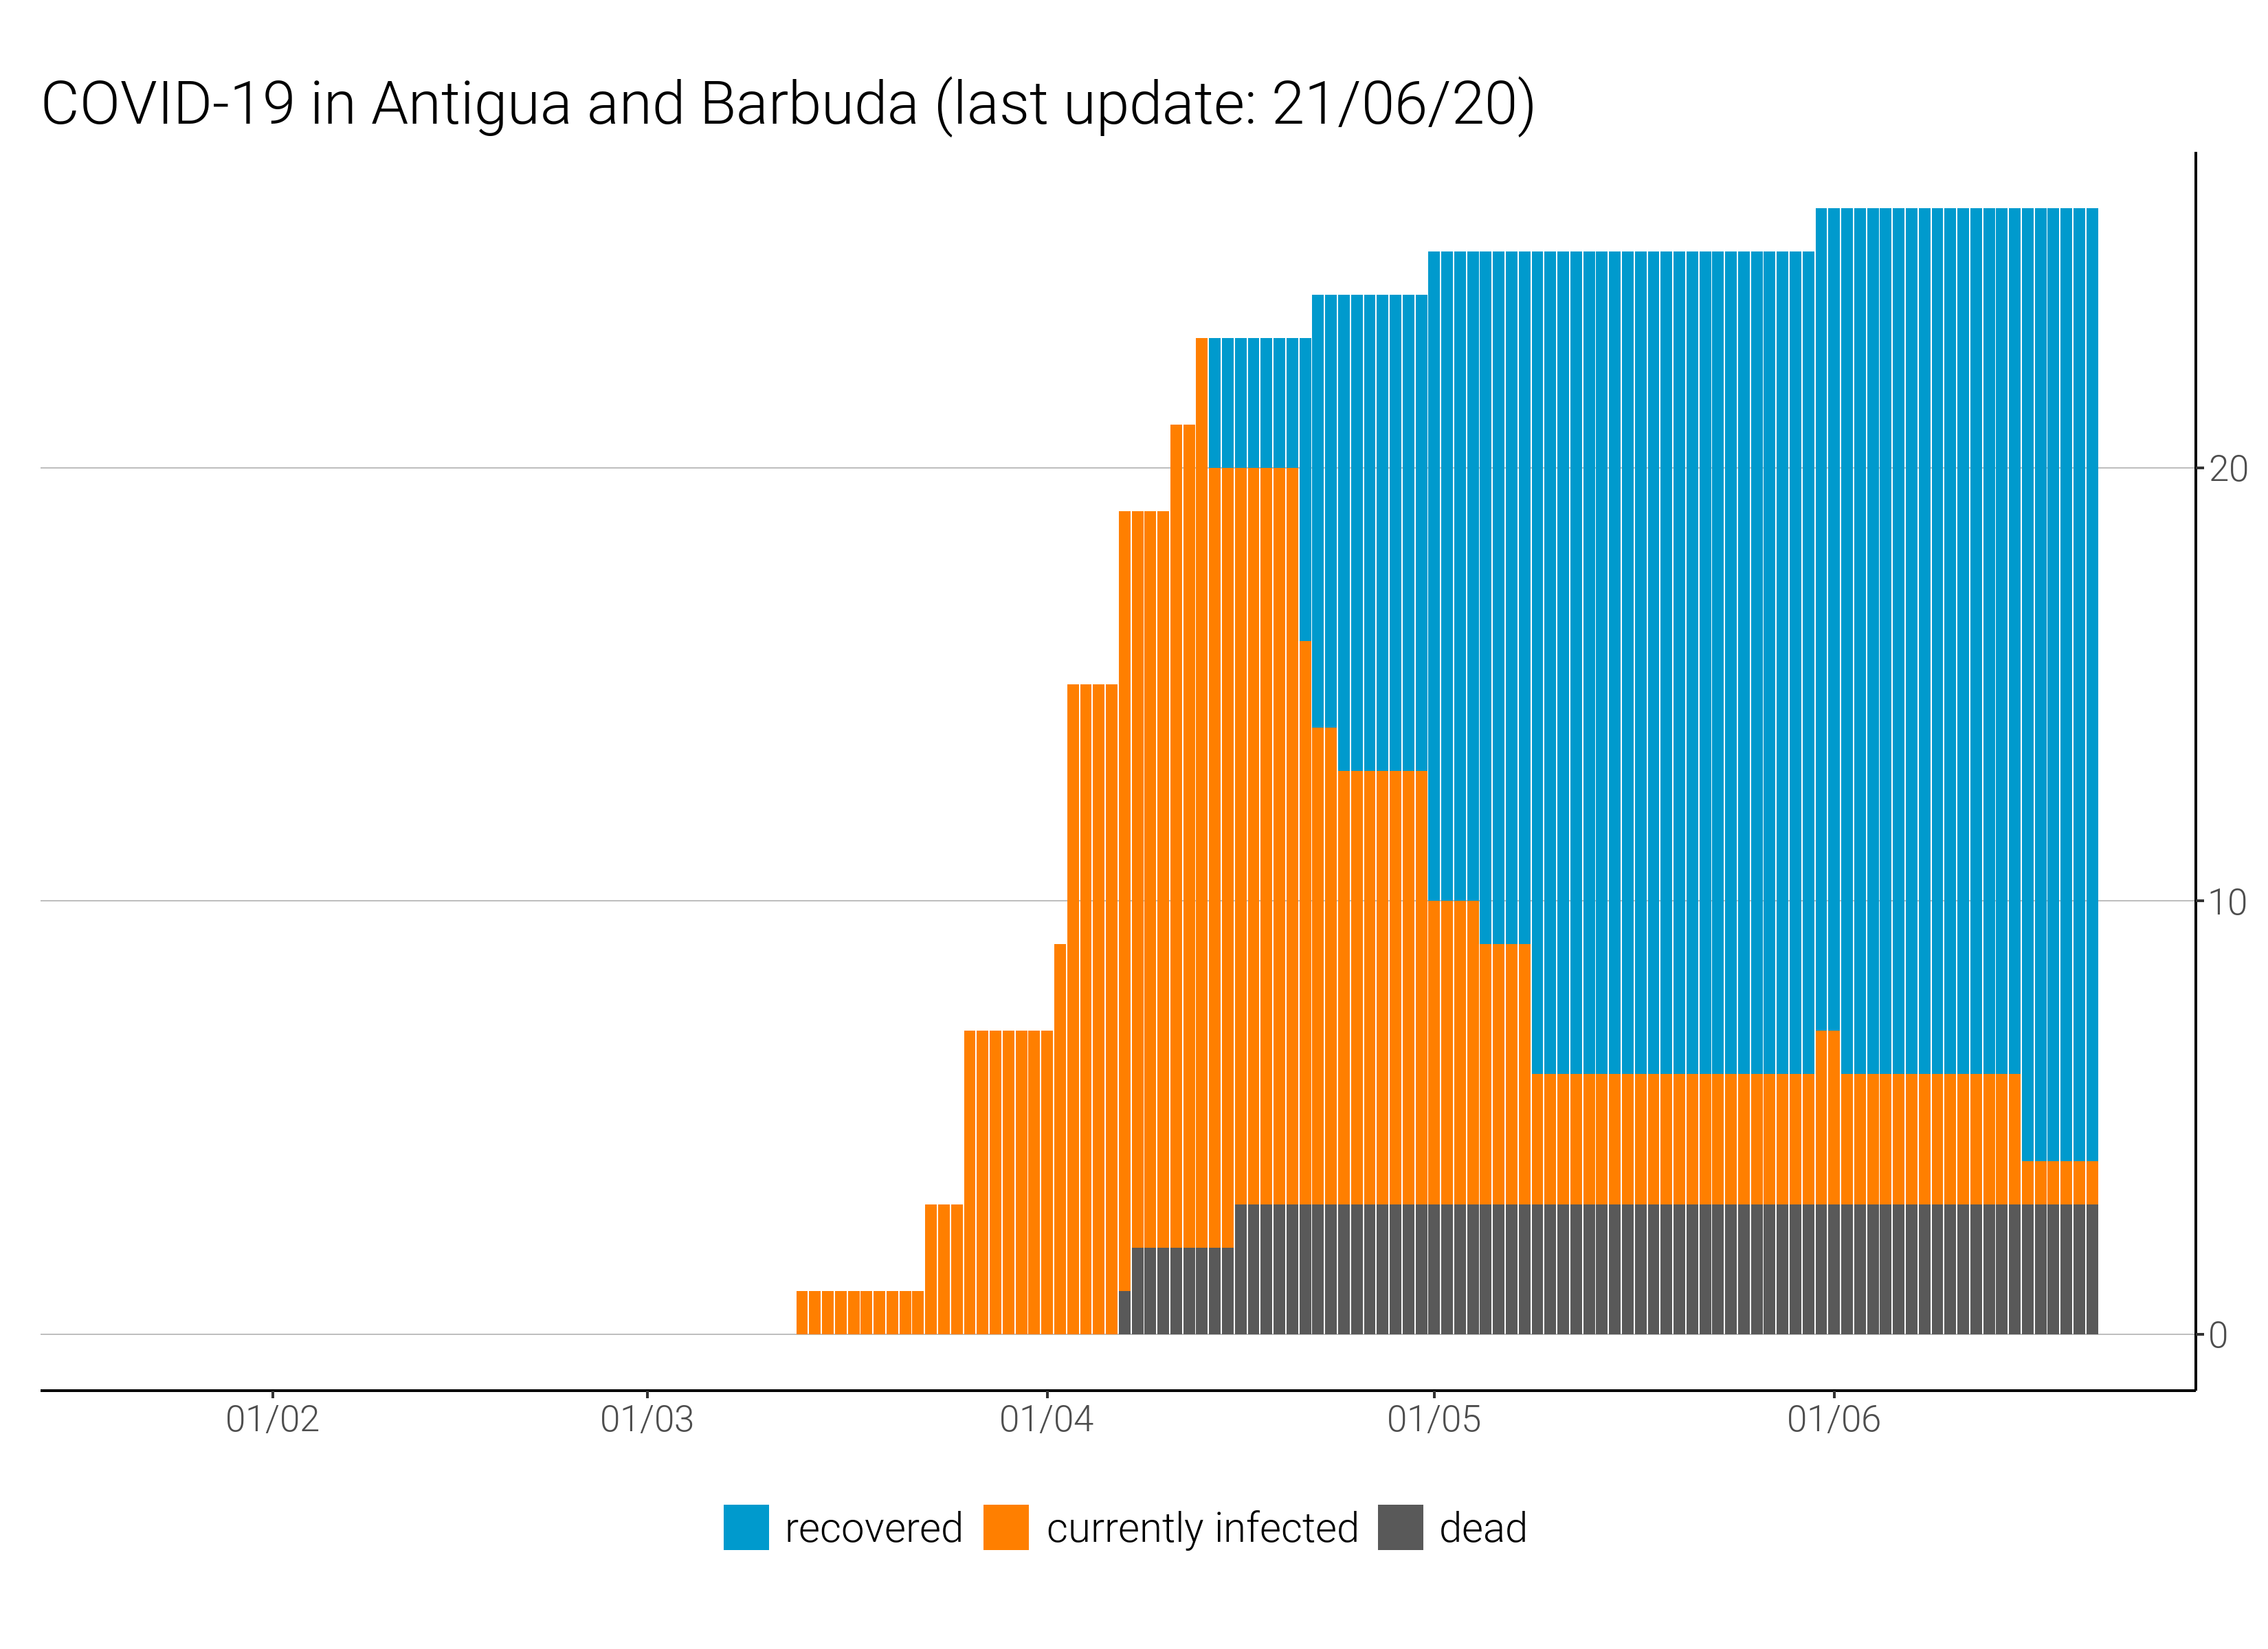 COVID-19 in Antigua and Barbuda (last update: 21/06/20)
20
10
0
01/02 01/03 01/04 01/05 01/06
recovered currently infected dead